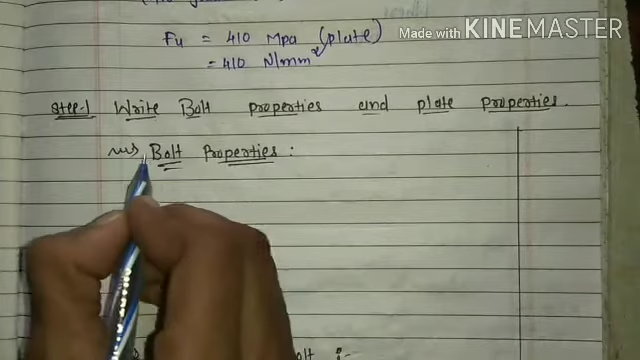 Made with KINEMASTER
Fu = 410 Mpa (plate)
= 410 N/mm²
Step-1 Write Bolt properties and plate Properties.
Bolt Properties :